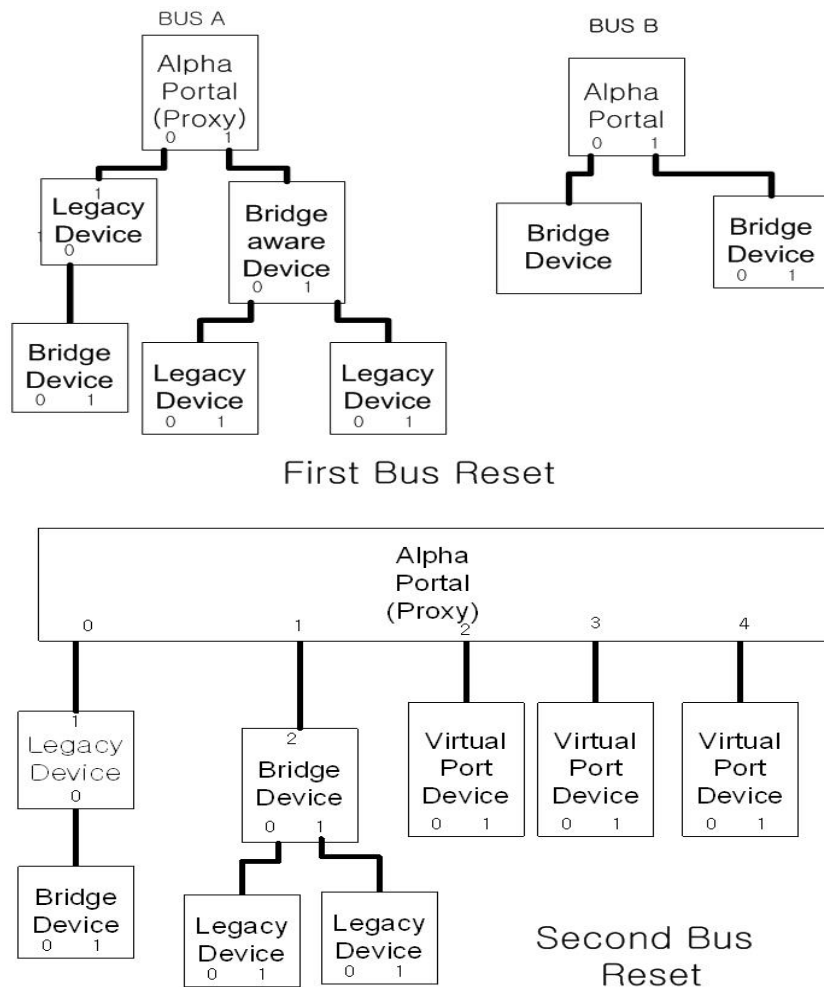 BUS A
Alpha
Portal
(Proxy)
0 1
1
Legacy
Device
1 0
Bridge
Device
0 1
Bridge
aware
Device
0 1
Legacy
Device
0 1
Legacy
Device
0 1
BUS B
Alpha
Portal
0 1
Bridge
Device
Bridge
Device
0 1
First Bus Reset
Alpha
Portal
(Proxy)
0 1 2 3 4
1
Legacy
Device
0
Bridge
Device
0 1
2
Bridge
Device
0 1
Legacy
Device
0 1
Legacy
Device
0 1
Virtual
Port
Device
0 1
Virtual
Port
Device
0 1
Virtual
Port
Device
0 1
Second Bus
Reset